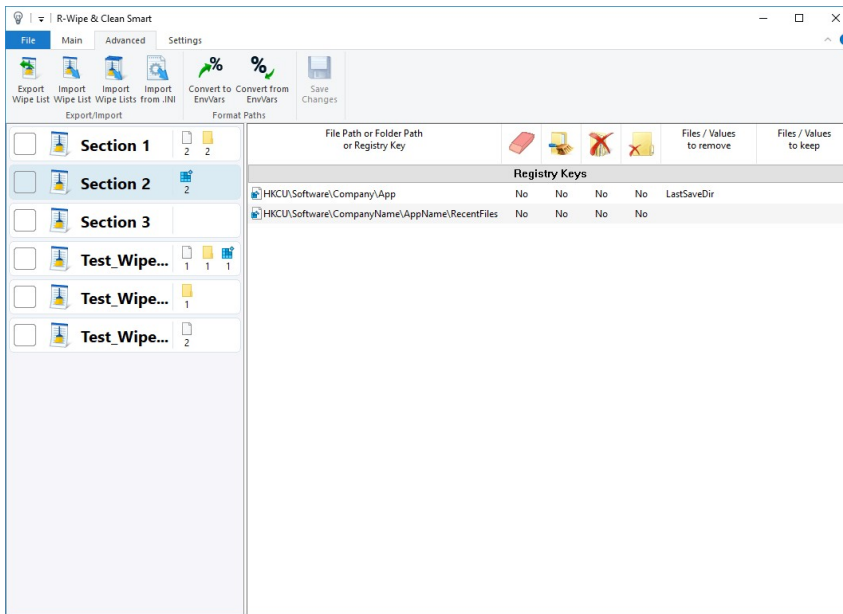 R-Wipe & Clean Smart
File Main Advanced Settings
Export Wipe List
Import Wipe List
Import Wipe Lists
Import from .INI
Convert to EnvVars
Convert from EnvVars
Save Changes
Export/Import
Format Paths
Section 1
2 2
Section 2
2
Section 3
Test_Wipe...
1 1 1
Test_Wipe...
1
Test_Wipe...
2
File Path or Folder Path
or Registry Key
Files / Values
to remove
Files / Values
to keep
Registry Keys
HKCU\Software\Company\App No No No No LastSaveDir
HKCU\Software\CompanyName\AppName\RecentFiles No No No No